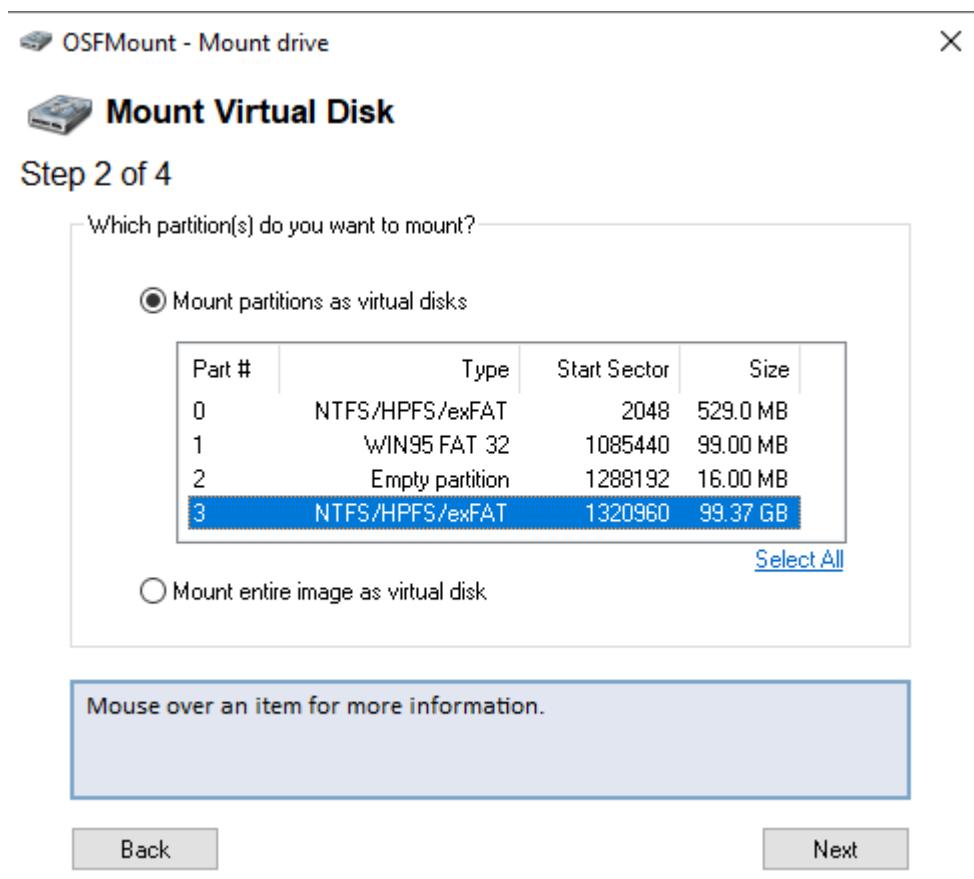 OSFMount - Mount drive
Mount Virtual Disk
Step 2 of 4
Which partition(s) do you want to mount?
Mount partitions as virtual disks
Part # Type Start Sector Size
0 NTFS/HPFS/exFAT 2048 529.0 MB
1 WIN95 FAT 32 1085440 99.00 MB
2 Empty partition 1288192 16.00 MB
3 NTFS/HPFS/exFAT 1320960 99.37 GB
Select All
Mount entire image as virtual disk
Mouse over an item for more information.
Back Next